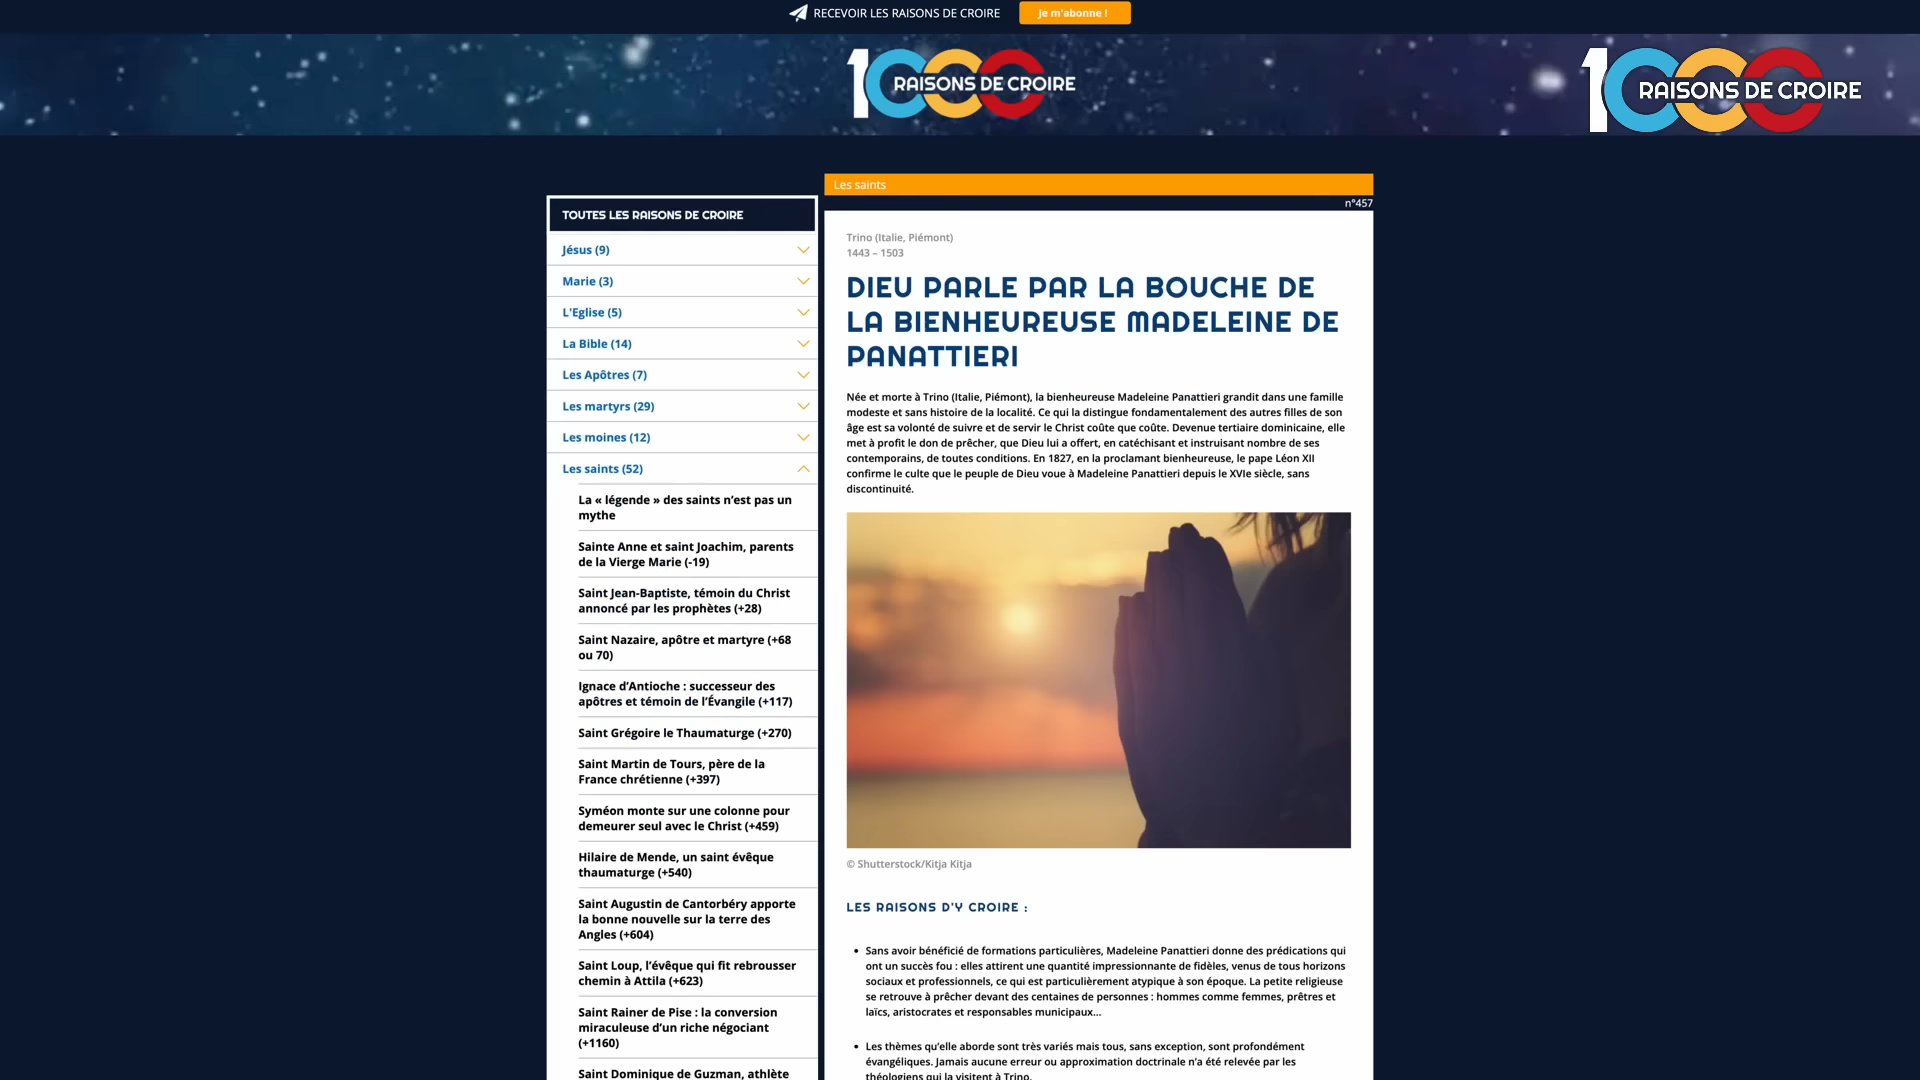 RECEVOIR LES RAISONS DE CROIRE
Je m'abonne !
1000 RAISONS DE CROIRE
1000 RAISONS DE CROIRE
TOUTES LES RAISONS DE CROIRE
Jésus (9)
Marie (3)
L'Eglise (5)
La Bible (14)
Les Apôtres (7)
Les martyrs (29)
Les moines (12)
Les saints (52)
La « légende » des saints n’est pas un
mythe
Sainte Anne et saint Joachim, parents
de la Vierge Marie (-19)
Saint Jean-Baptiste, témoin du Christ
annoncé par les prophètes (+28)
Saint Nazaire, apôtre et martyre (+68
ou 70)
Ignace d’Antioche : successeur des
apôtres et témoin de l’Évangile (+117)
Saint Grégoire le Thaumaturge (+270)
Saint Martin de Tours, père de la
France chrétienne (+397)
Syméon monte sur une colonne pour
demeurer seul avec le Christ (+459)
Hilaire de Mende, un saint évêque
thaumaturge (+540)
Saint Augustin de Cantorbéry apporte
la bonne nouvelle sur la terre des
Angles (+604)
Saint Loup, l’évêque qui fit rebrousser
chemin à Attila (+623)
Saint Rainer de Pise : la conversion
miraculeuse d’un riche négociant
(+1160)
Saint Dominique de Guzman, athlète
Les saints
n°457
Trino (Italie, Piémont)
1443 – 1503
DIEU PARLE PAR LA BOUCHE DE
LA BIENHEUREUSE MADELEINE DE
PANATTIERI
Née et morte à Trino (Italie, Piémont), la bienheureuse Madeleine Panattieri grandit dans une famille
modeste et sans histoire de la localité. Ce qui la distingue fondamentalement des autres filles de son
âge est sa volonté de suivre et de servir le Christ coûte que coûte. Devenue tertiaire dominicaine, elle
met à profit le don de prêcher, que Dieu lui a offert, en catéchisant et instruisant nombre de ses
contemporains, de toutes conditions. En 1827, en la proclamant bienheureuse, le pape Léon XII
confirme le culte que le peuple de Dieu voue à Madeleine Panattieri depuis le XVIe siècle, sans
discontinuité.
© Shutterstock/Kitja Kitja
LES RAISONS D'Y CROIRE :
• Sans avoir bénéficié de formations particulières, Madeleine Panattieri donne des prédications qui
ont un succès fou : elles attirent une quantité impressionnante de fidèles, venus de tous horizons
sociaux et professionnels, ce qui est particulièrement atypique à son époque. La petite religieuse
se retrouve à prêcher devant des centaines de personnes : hommes comme femmes, prêtres et
laïcs, aristocrates et responsables municipaux…
• Les thèmes qu’elle aborde sont très variés mais tous, sans exception, sont profondément
évangéliques. Jamais aucune erreur ou approximation doctrinale n’a été relevée par les
théologiens qui la visitent à Trino.